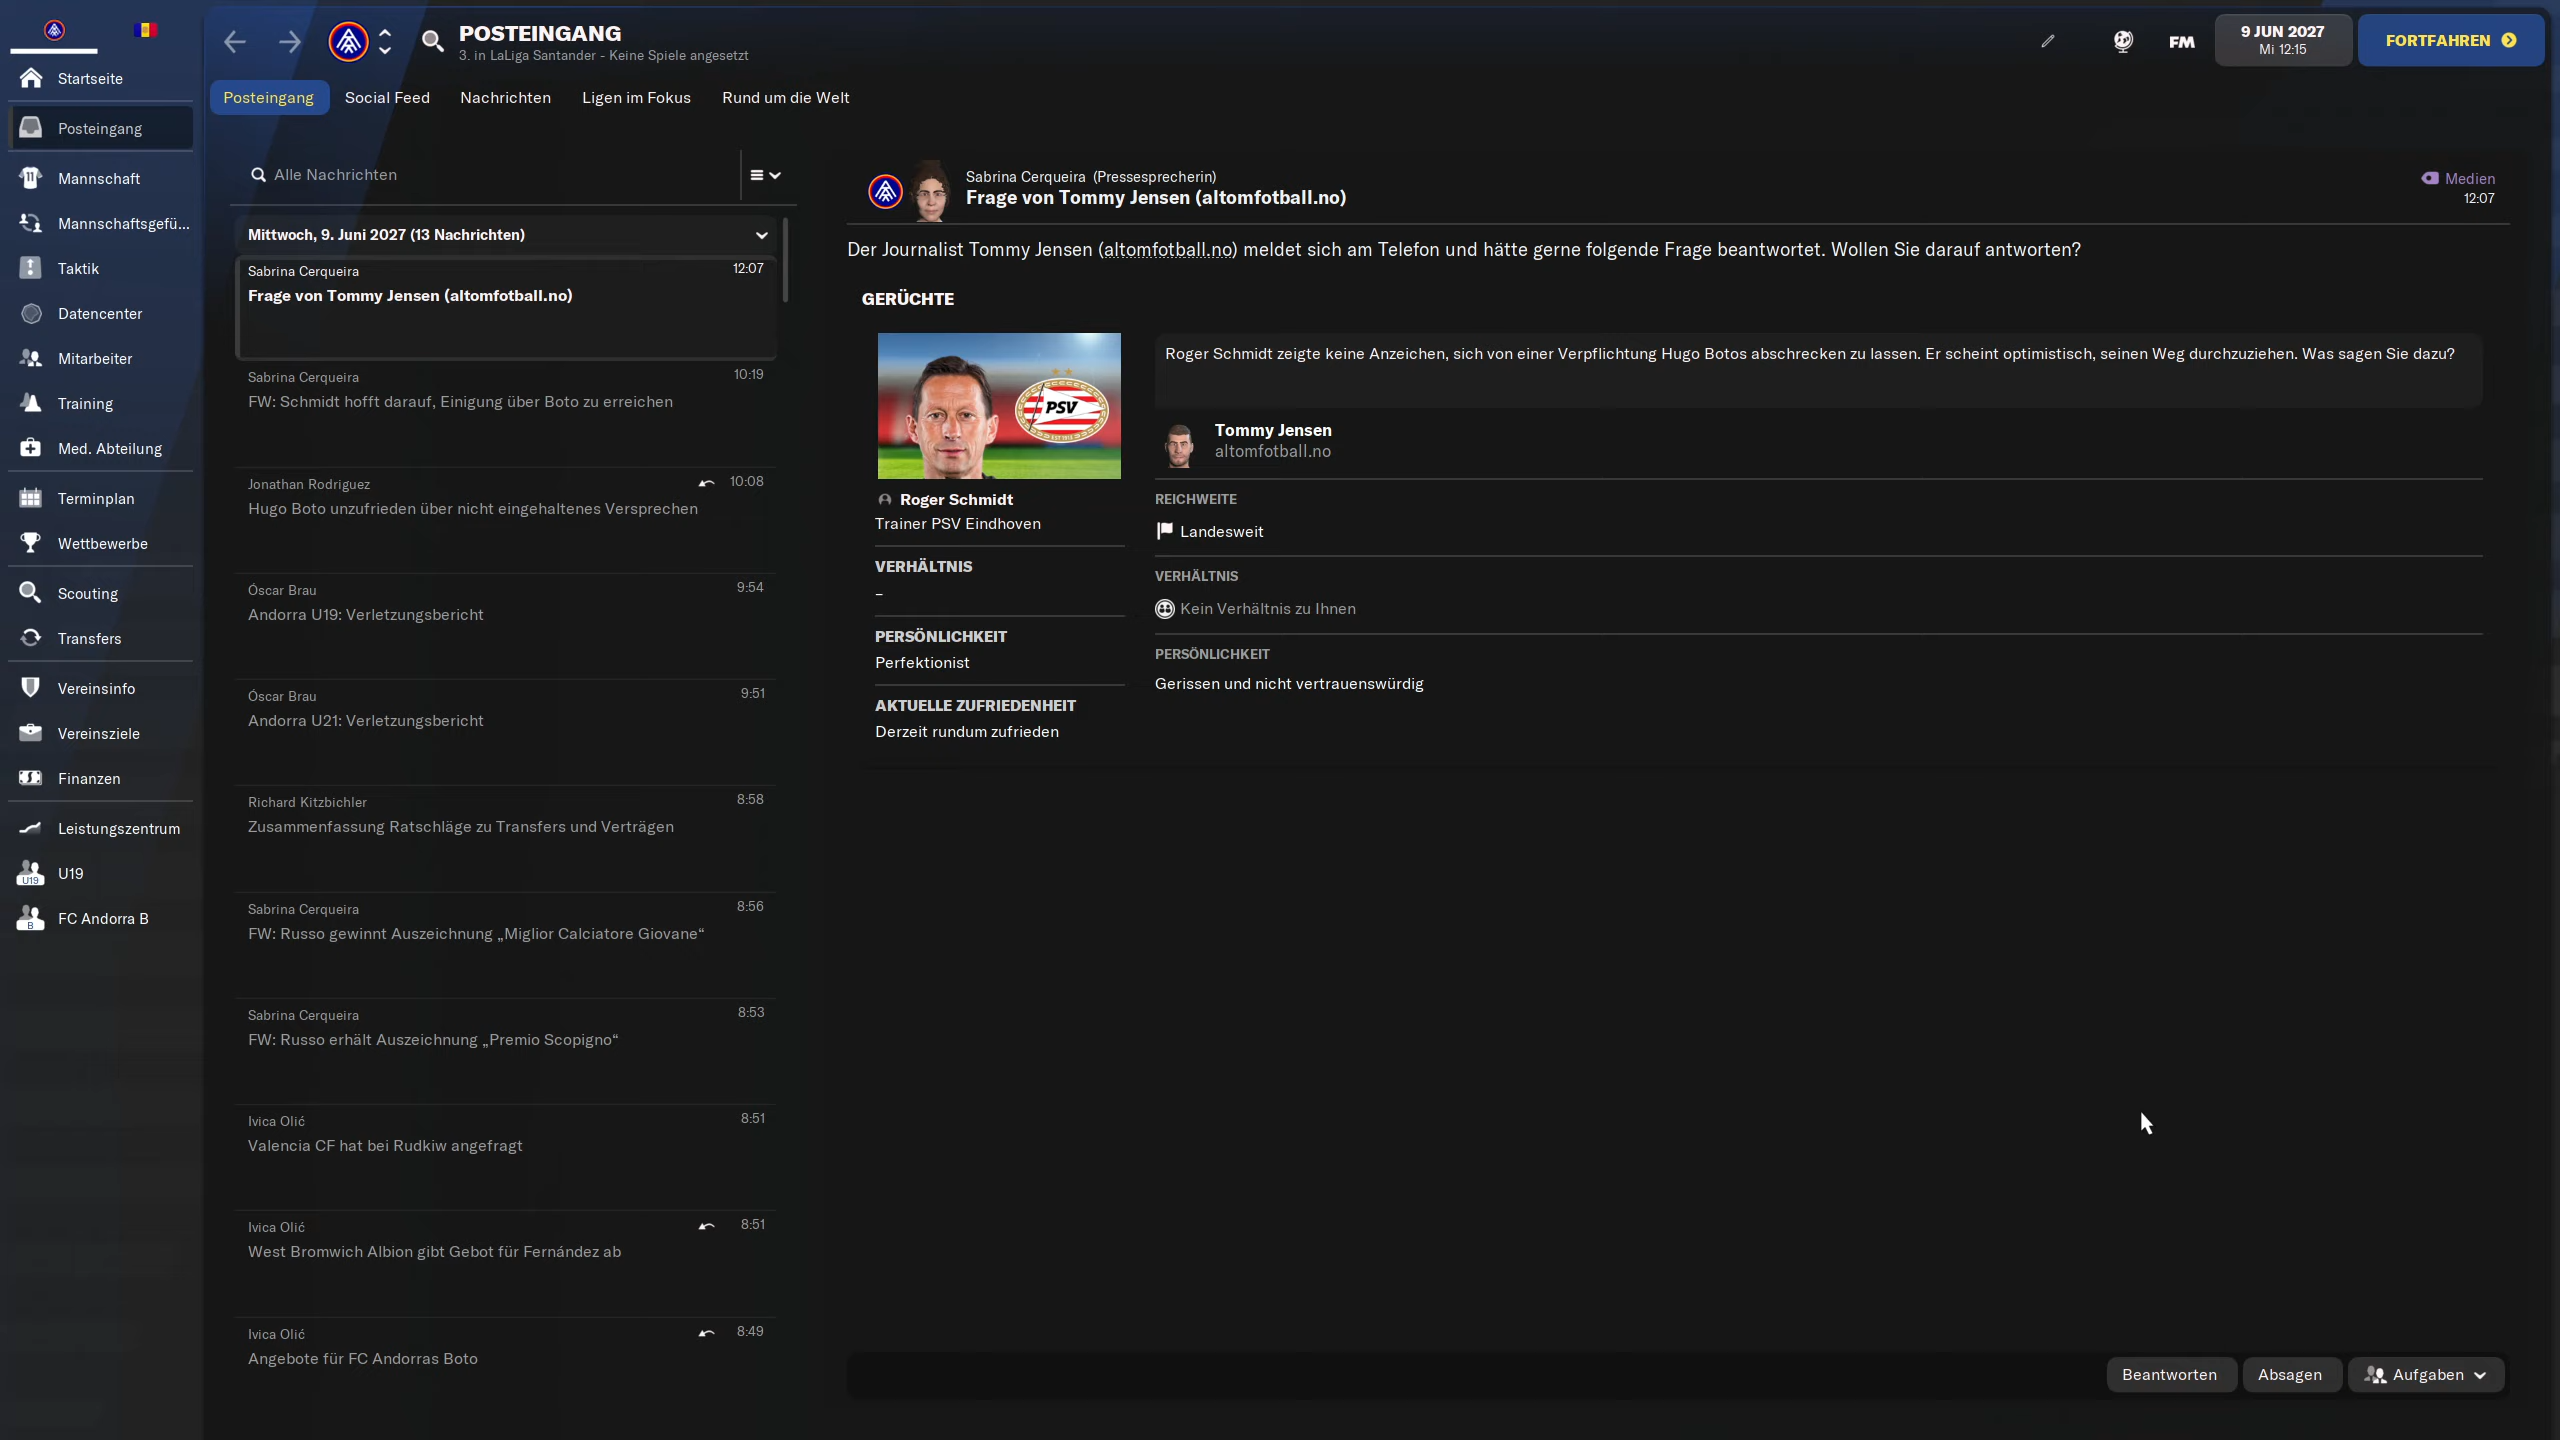 POSTEINGANG
3. in LaLiga Santander - Keine Spiele angesetzt
FM
9 JUN 2027
Mi 12:15
FORTFAHREN
Startseite
Posteingang
Mannschaft
Mannschaftsgefü...
Taktik
Datencenter
Mitarbeiter
Training
Med. Abteilung
Terminplan
Wettbewerbe
Scouting
Transfers
Vereinsinfo
Vereinsziele
Finanzen
Leistungszentrum
U19
U19
B
FC Andorra B
Posteingang
Social Feed
Nachrichten
Ligen im Fokus
Rund um die Welt
Alle Nachrichten
Mittwoch, 9. Juni 2027 (13 Nachrichten)
Sabrina Cerqueira 12:07
Frage von Tommy Jensen (altomfotball.no)
Sabrina Cerqueira 10:19
FW: Schmidt hofft darauf, Einigung über Boto zu erreichen
Jonathan Rodriguez 10:08
Hugo Boto unzufrieden über nicht eingehaltenes Versprechen
Óscar Brau 9:54
Andorra U19: Verletzungsbericht
Óscar Brau 9:51
Andorra U21: Verletzungsbericht
Richard Kitzbichler 8:58
Zusammenfassung Ratschläge zu Transfers und Verträgen
Sabrina Cerqueira 8:56
FW: Russo gewinnt Auszeichnung „Miglior Calciatore Giovane“
Sabrina Cerqueira 8:53
FW: Russo erhält Auszeichnung „Premio Scopigno“
Ivica Olić 8:51
Valencia CF hat bei Rudkiw angefragt
Ivica Olić 8:51
West Bromwich Albion gibt Gebot für Fernández ab
Ivica Olić 8:49
Angebote für FC Andorras Boto
Sabrina Cerqueira (Pressesprecherin)
Frage von Tommy Jensen (altomfotball.no)
Medien
12:07
Der Journalist Tommy Jensen (altomfotball.no) meldet sich am Telefon und hätte gerne folgende Frage beantwortet. Wollen Sie darauf antworten?
GERÜCHTE
PSV
Roger Schmidt
Trainer PSV Eindhoven
VERHÄLTNIS
–
PERSÖNLICHKEIT
Perfektionist
AKTUELLE ZUFRIEDENHEIT
Derzeit rundum zufrieden
Roger Schmidt zeigte keine Anzeichen, sich von einer Verpflichtung Hugo Botos abschrecken zu lassen. Er scheint optimistisch, seinen Weg durchzuziehen. Was sagen Sie dazu?
Tommy Jensen
altomfotball.no
REICHWEITE
Landesweit
VERHÄLTNIS
Kein Verhältnis zu Ihnen
PERSÖNLICHKEIT
Gerissen und nicht vertrauenswürdig
Beantworten
Absagen
Aufgaben